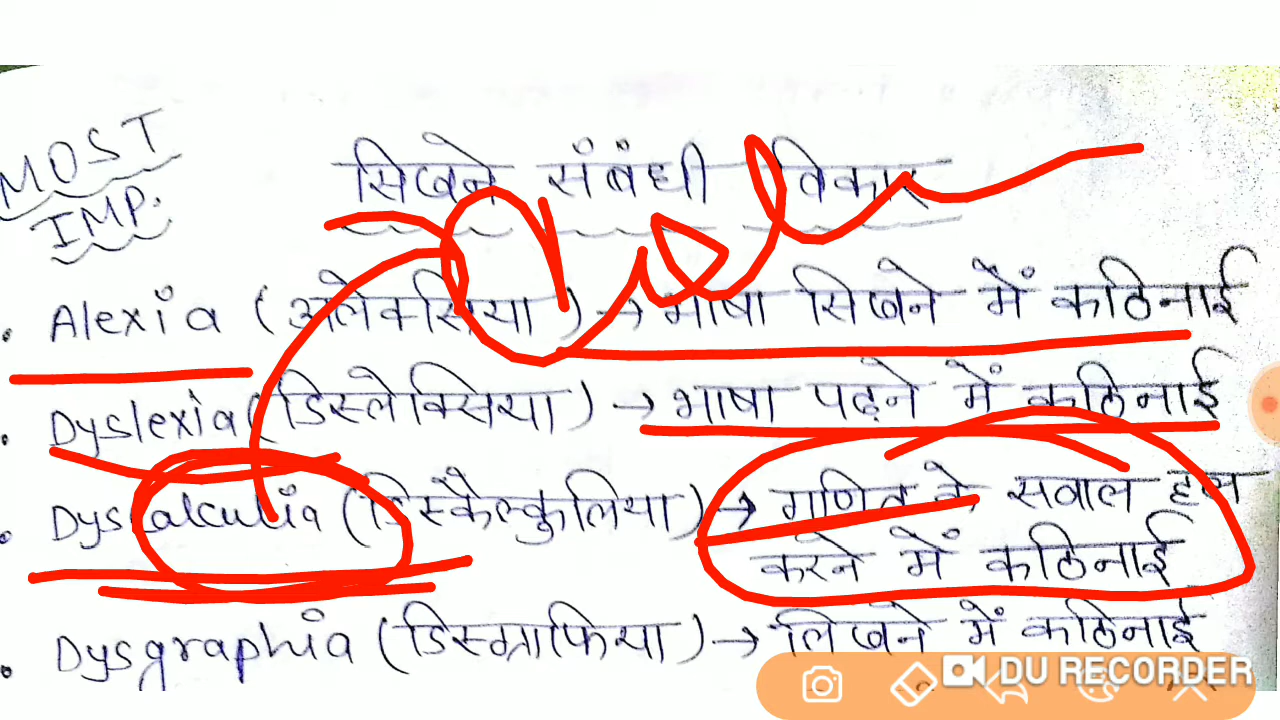 MOST
IMP.
सिखने संबंधी विकार
. Alexia (अलेक्सिया) → भाषा सिखने में कठिनाई
. Dyslexia (डिस्लेक्सिया) → भाषा पढ़ने में कठिनाई
. Dyscalculia (डिस्कैल्कुलिया) → गणित के सवाल हल
करने में कठिनाई
. Dysgraphia (डिसग्राफिया) → लिखने में कठिनाई
DU RECORDER